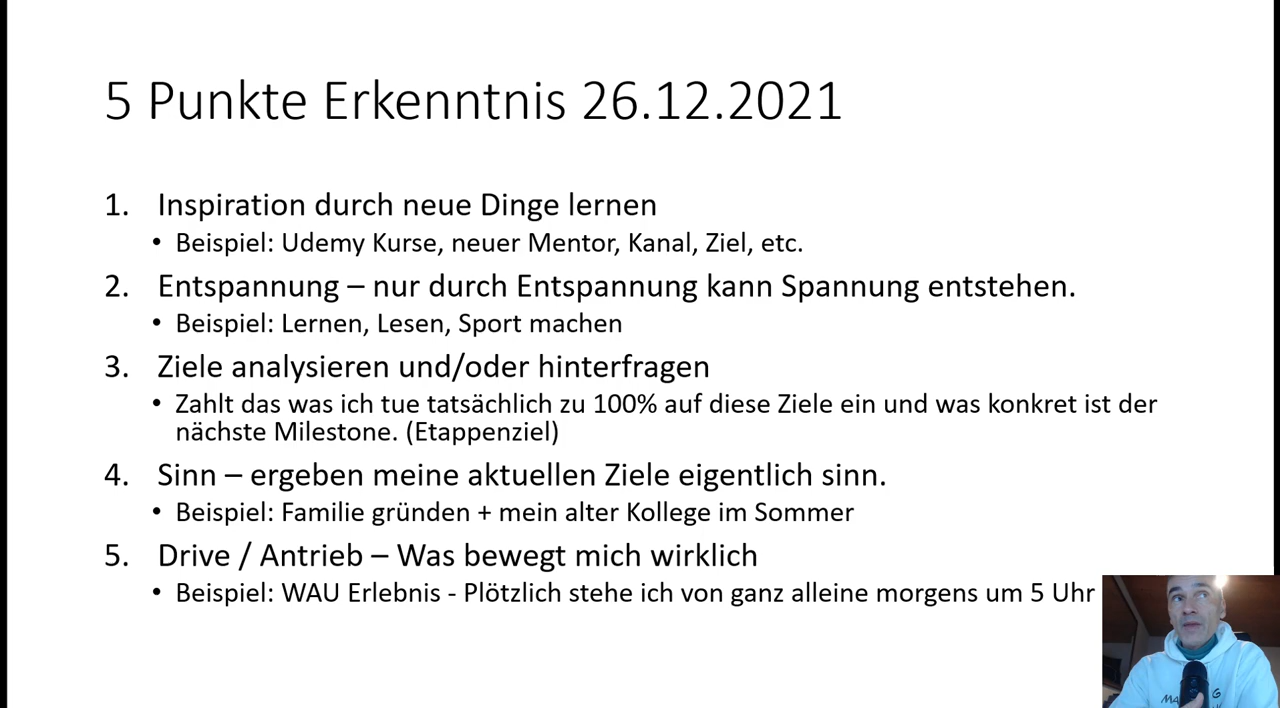 5 Punkte Erkenntnis 26.12.2021
1. Inspiration durch neue Dinge lernen
• Beispiel: Udemy Kurse, neuer Mentor, Kanal, Ziel, etc.
2. Entspannung – nur durch Entspannung kann Spannung entstehen.
• Beispiel: Lernen, Lesen, Sport machen
3. Ziele analysieren und/oder hinterfragen
• Zahlt das was ich tue tatsächlich zu 100% auf diese Ziele ein und was konkret ist der
nächste Milestone. (Etappenziel)
4. Sinn – ergeben meine aktuellen Ziele eigentlich sinn.
• Beispiel: Familie gründen + mein alter Kollege im Sommer
5. Drive / Antrieb – Was bewegt mich wirklich
• Beispiel: WAU Erlebnis - Plötzlich stehe ich von ganz alleine morgens um 5 Uhr